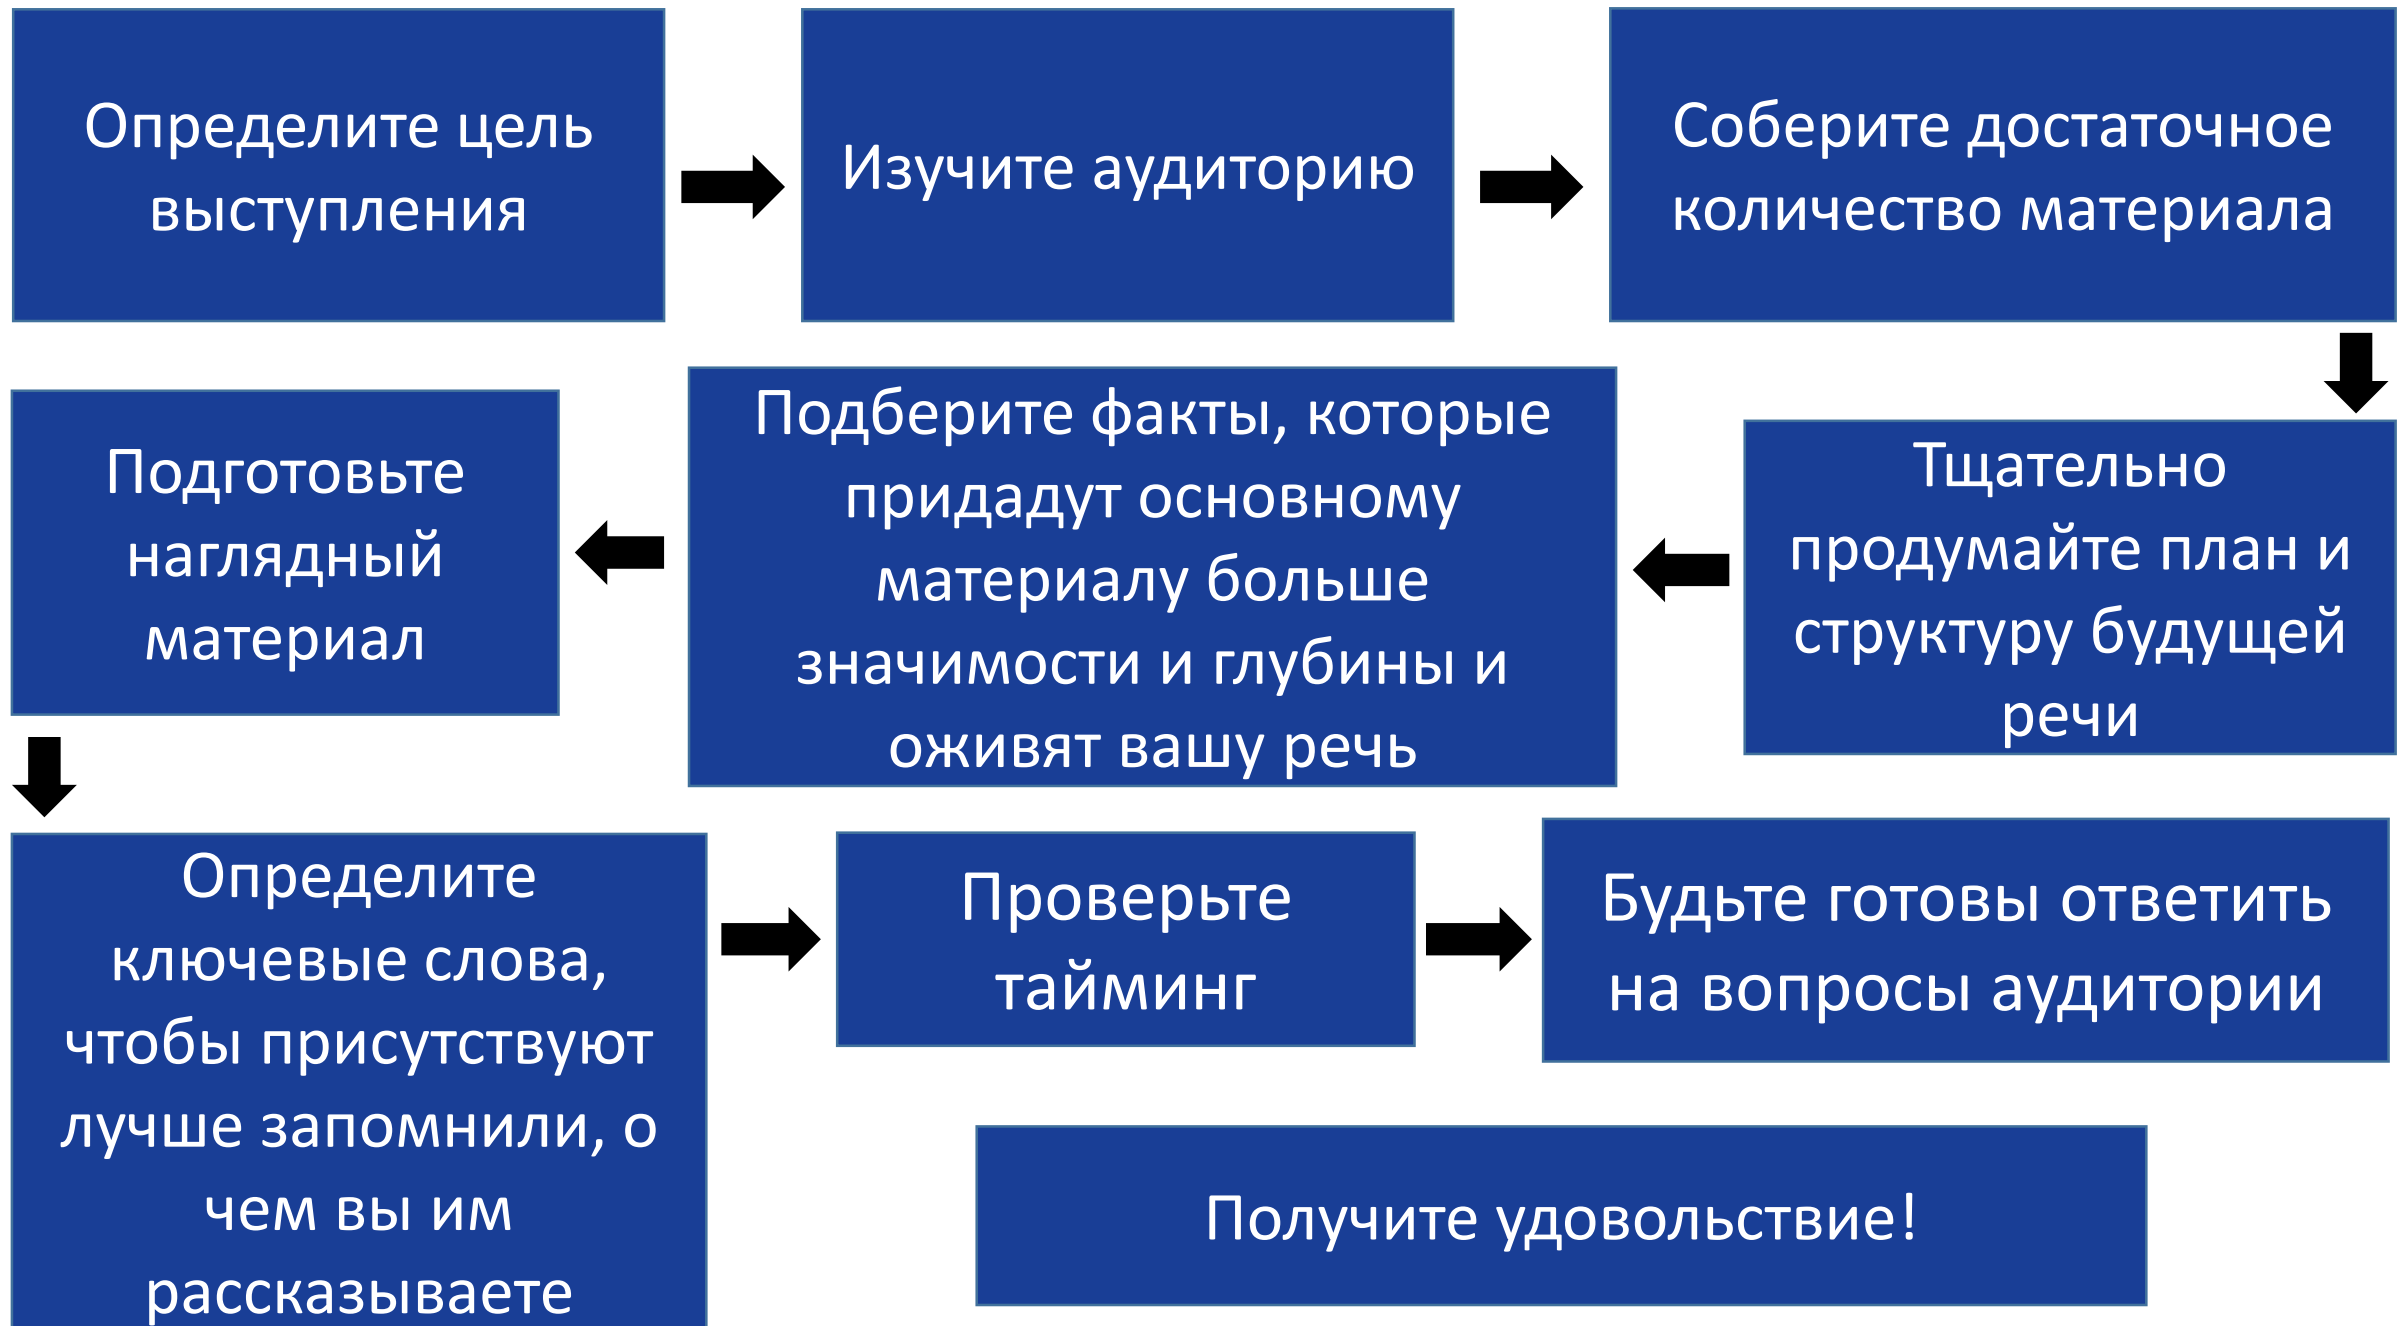 Определите цель
выступления
Изучите аудиторию
Соберите достаточное
количество материала
Тщательно
продумайте план и
структуру будущей
речи
Подберите факты, которые
придадут основному
материалу больше
значимости и глубины и
оживят вашу речь
Подготовьте
наглядный
материал
Определите
ключевые слова,
чтобы присутствуют
лучше запомнили, о
чем вы им
рассказываете
Проверьте
тайминг
Будьте готовы ответить
на вопросы аудитории
Получите удовольствие!